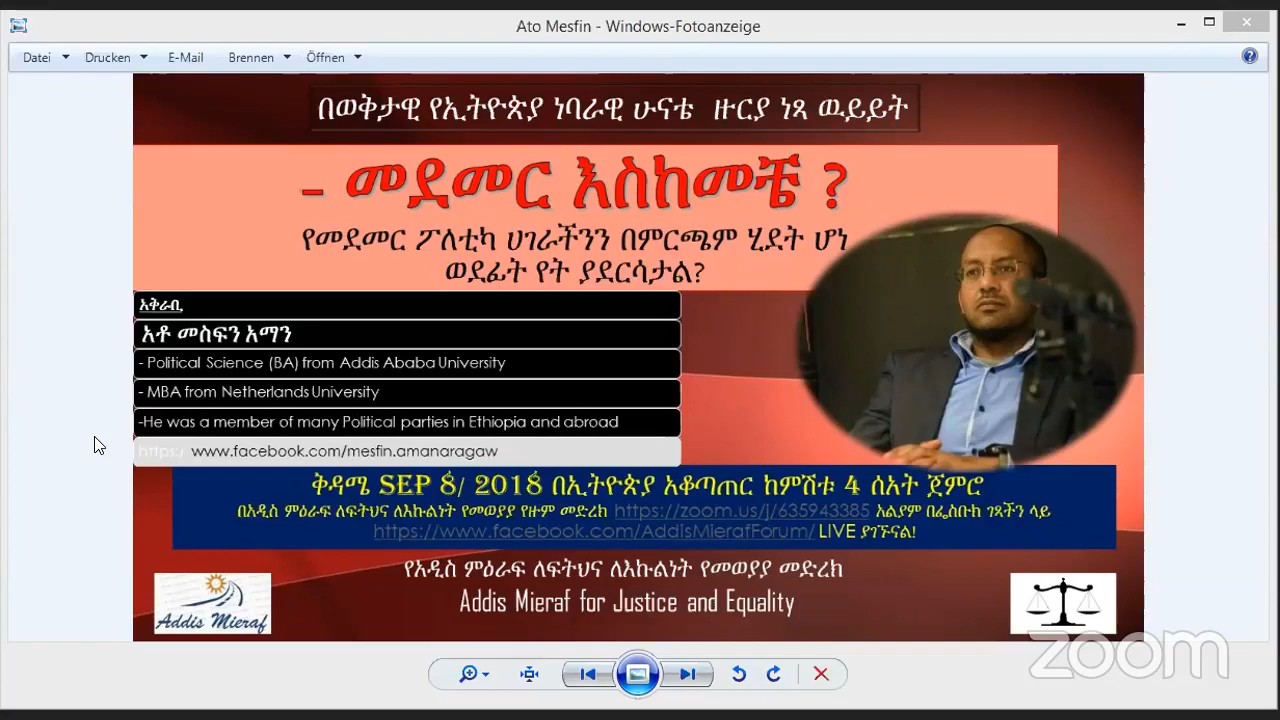 Ato Mesfin - Windows-Fotoanzeige
Datei Drucken E-Mail Brennen Öffnen
በወቅታዊ የኢትዮጵያ ነባራዊ ሁናቴ ዙርያ ነጻ ዉይይት
- መደመር እስከመቼ ?
የመደመር ፖለቲካ ሀገራችንን በምርጫም ሂደት ሆነ
ወደፊት የት ያደርሳታል?
አቅራቢ
አቶ መስፍን አማን
- Political Science (BA) from Addis Ababa University
- MBA from Netherlands University
-He was a member of many Political parties in Ethiopia and abroad
https:/ www.facebook.com/mesfin.amanaragaw
ቅዳሜ SEP 8/ 2018 በኢትዮጵያ አቆጣጠር ከምሽቱ 4 ሰአት ጀምሮ
በአዲስ ምዕራፍ ለፍትህና ለእኩልነት የመወያያ የዙም መድረክ https://zoom.us/j/635943385 አልያም በፌስቡክ ገጻችን ላይ
https://www.facebook.com/AddisMierafForum/ LIVE ያገኙናል!
የአዲስ ምዕራፍ ለፍትህና ለእኩልነት የመወያያ መድረክ
Addis Mieraf for Justice and Equality
Addis Mieraf
zoom